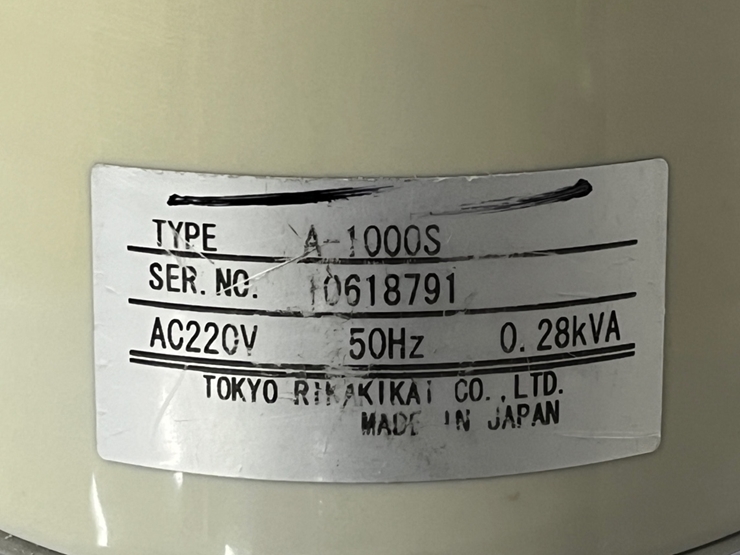 TYPE A-1000S
SER. NO. 10618791
AC220V 50Hz 0.28kVA
TOKYO RIKAKIKAI CO.,LTD.
MADE IN JAPAN